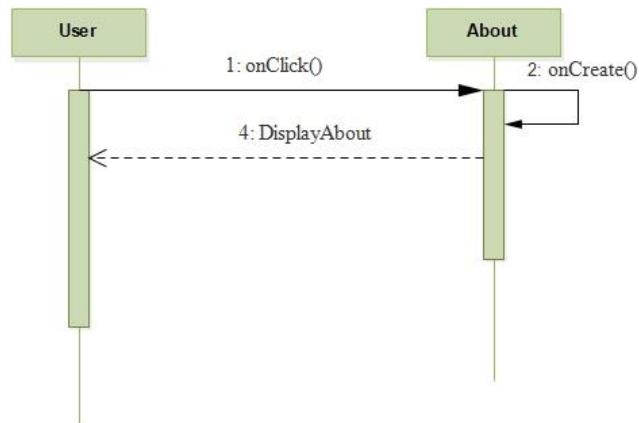 User
About
1: onClick()
2: onCreate()
4: DisplayAbout